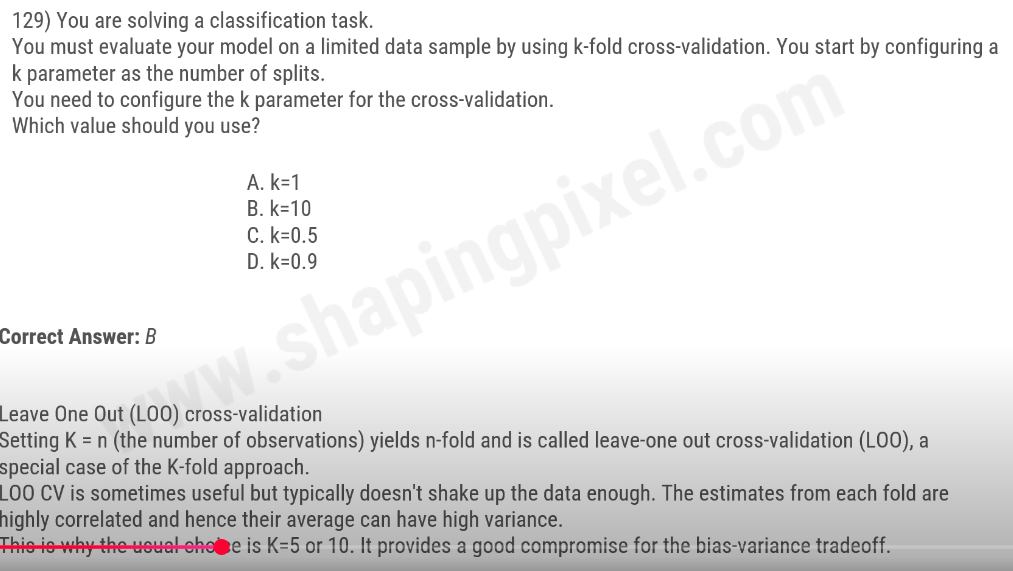 129) You are solving a classification task.
You must evaluate your model on a limited data sample by using k-fold cross-validation. You start by configuring a
k parameter as the number of splits.
You need to configure the k parameter for the cross-validation.
Which value should you use?
A. k=1
B. k=10
C. k=0.5
D. k=0.9
www.shapingpixel.com
Correct Answer: B
Leave One Out (LOO) cross-validation
Setting K = n (the number of observations) yields n-fold and is called leave-one out cross-validation (LOO), a
special case of the K-fold approach.
LOO CV is sometimes useful but typically doesn't shake up the data enough. The estimates from each fold are
highly correlated and hence their average can have high variance.
This is why the usual choice is K=5 or 10. It provides a good compromise for the bias-variance tradeoff.